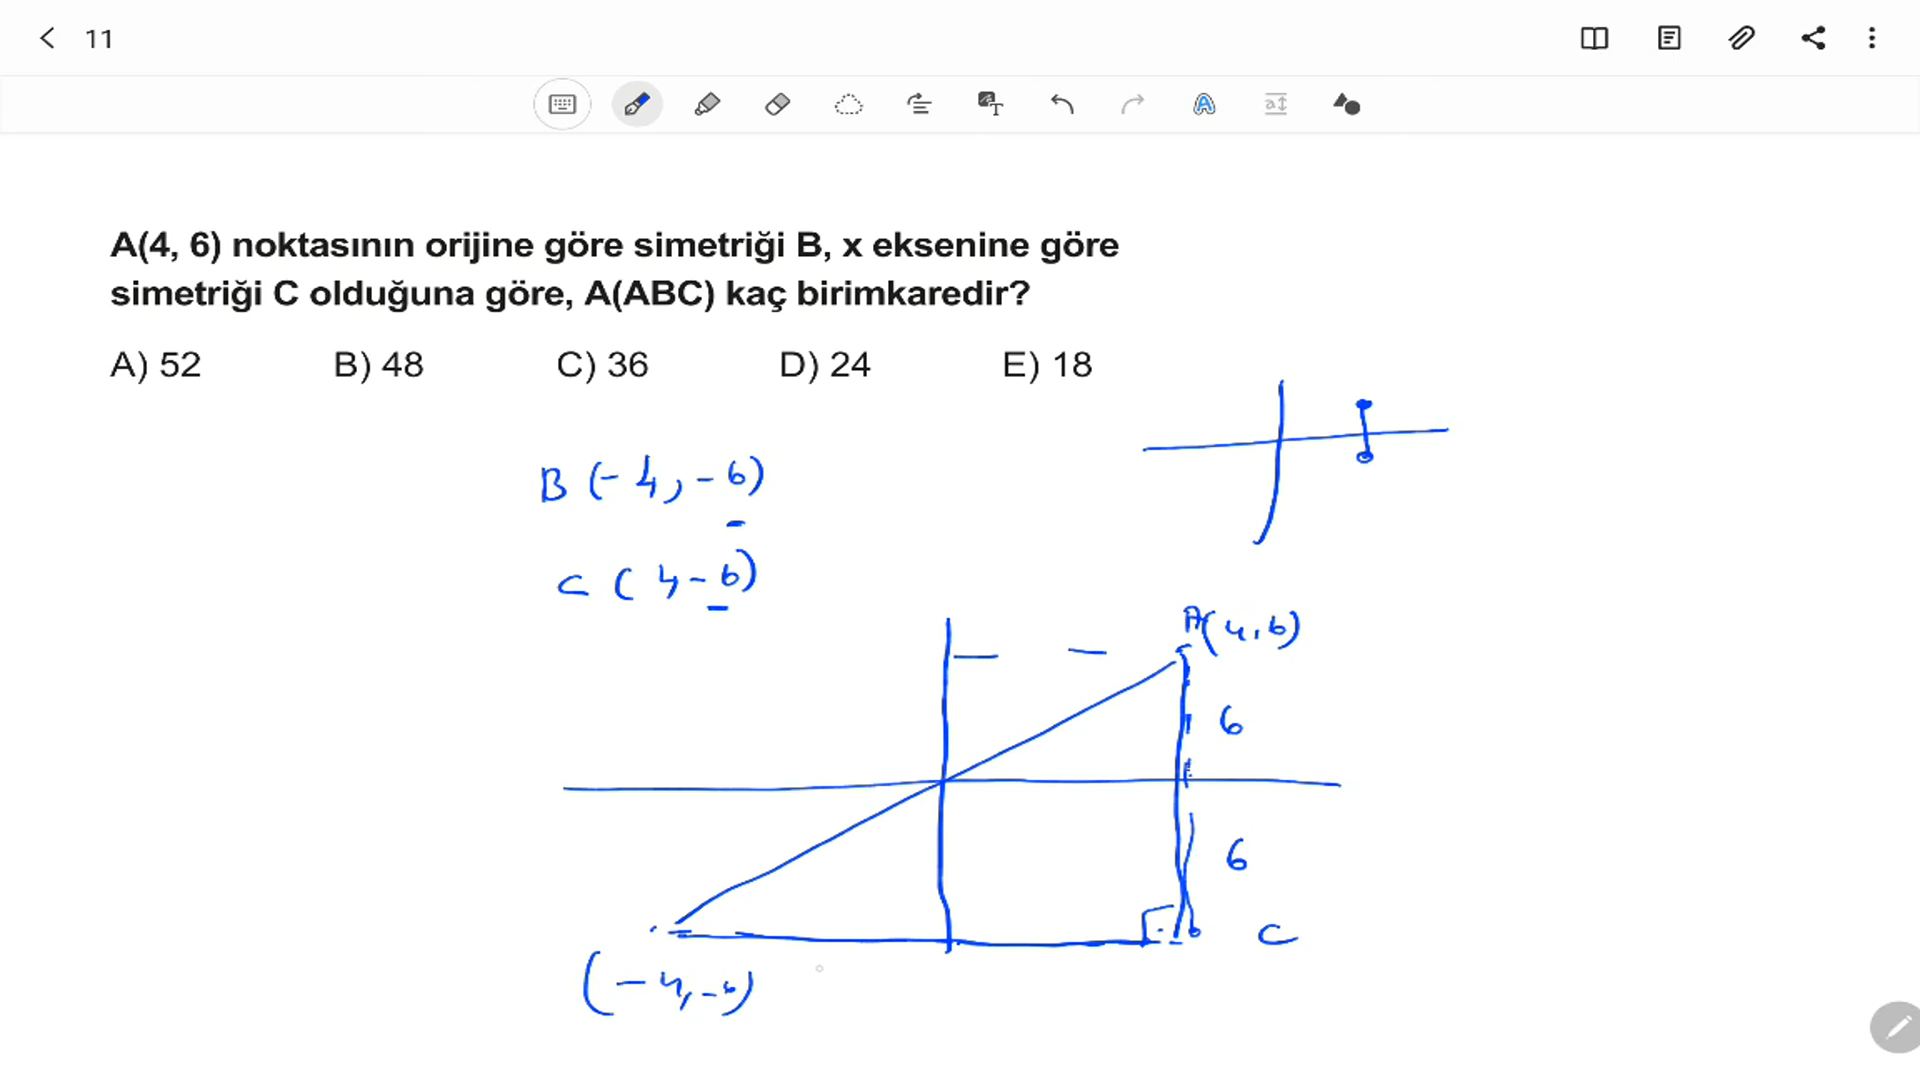 11
A(4, 6) noktasının orijine göre simetriği B, x eksenine göre
simetriği C olduğuna göre, A(ABC) kaç birimkaredir?
A) 52 B) 48 C) 36 D) 24 E) 18
B (-4, -6)
C (4 -6)
A(4,6)
6
6
C
(-4,-6)